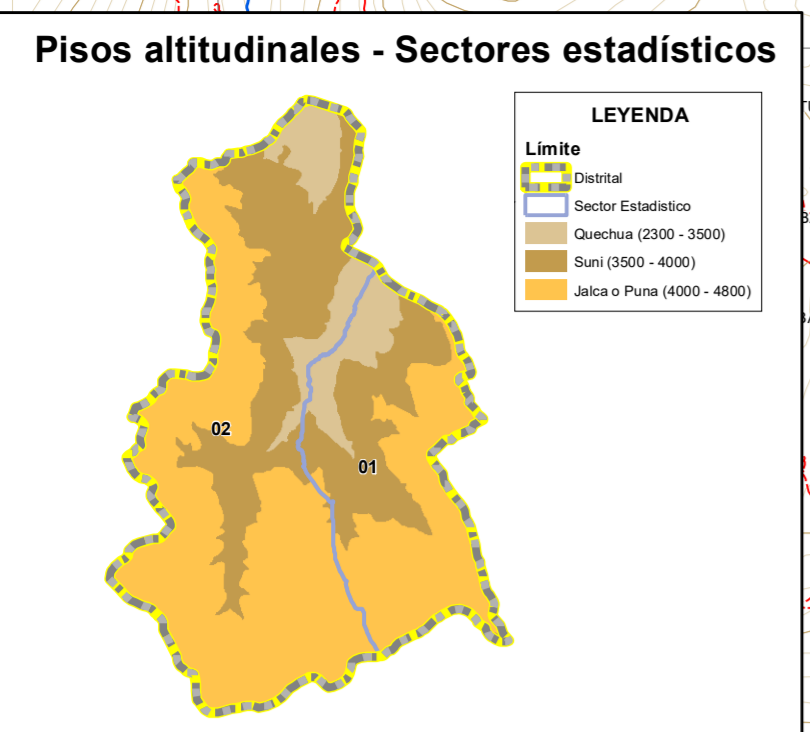 Pisos altitudinales - Sectores estadísticos
LEYENDA
Límite
Distrital
Sector Estadistico
Quechua (2300 - 3500)
Suni (3500 - 4000)
Jalca o Puna (4000 - 4800)
02
01